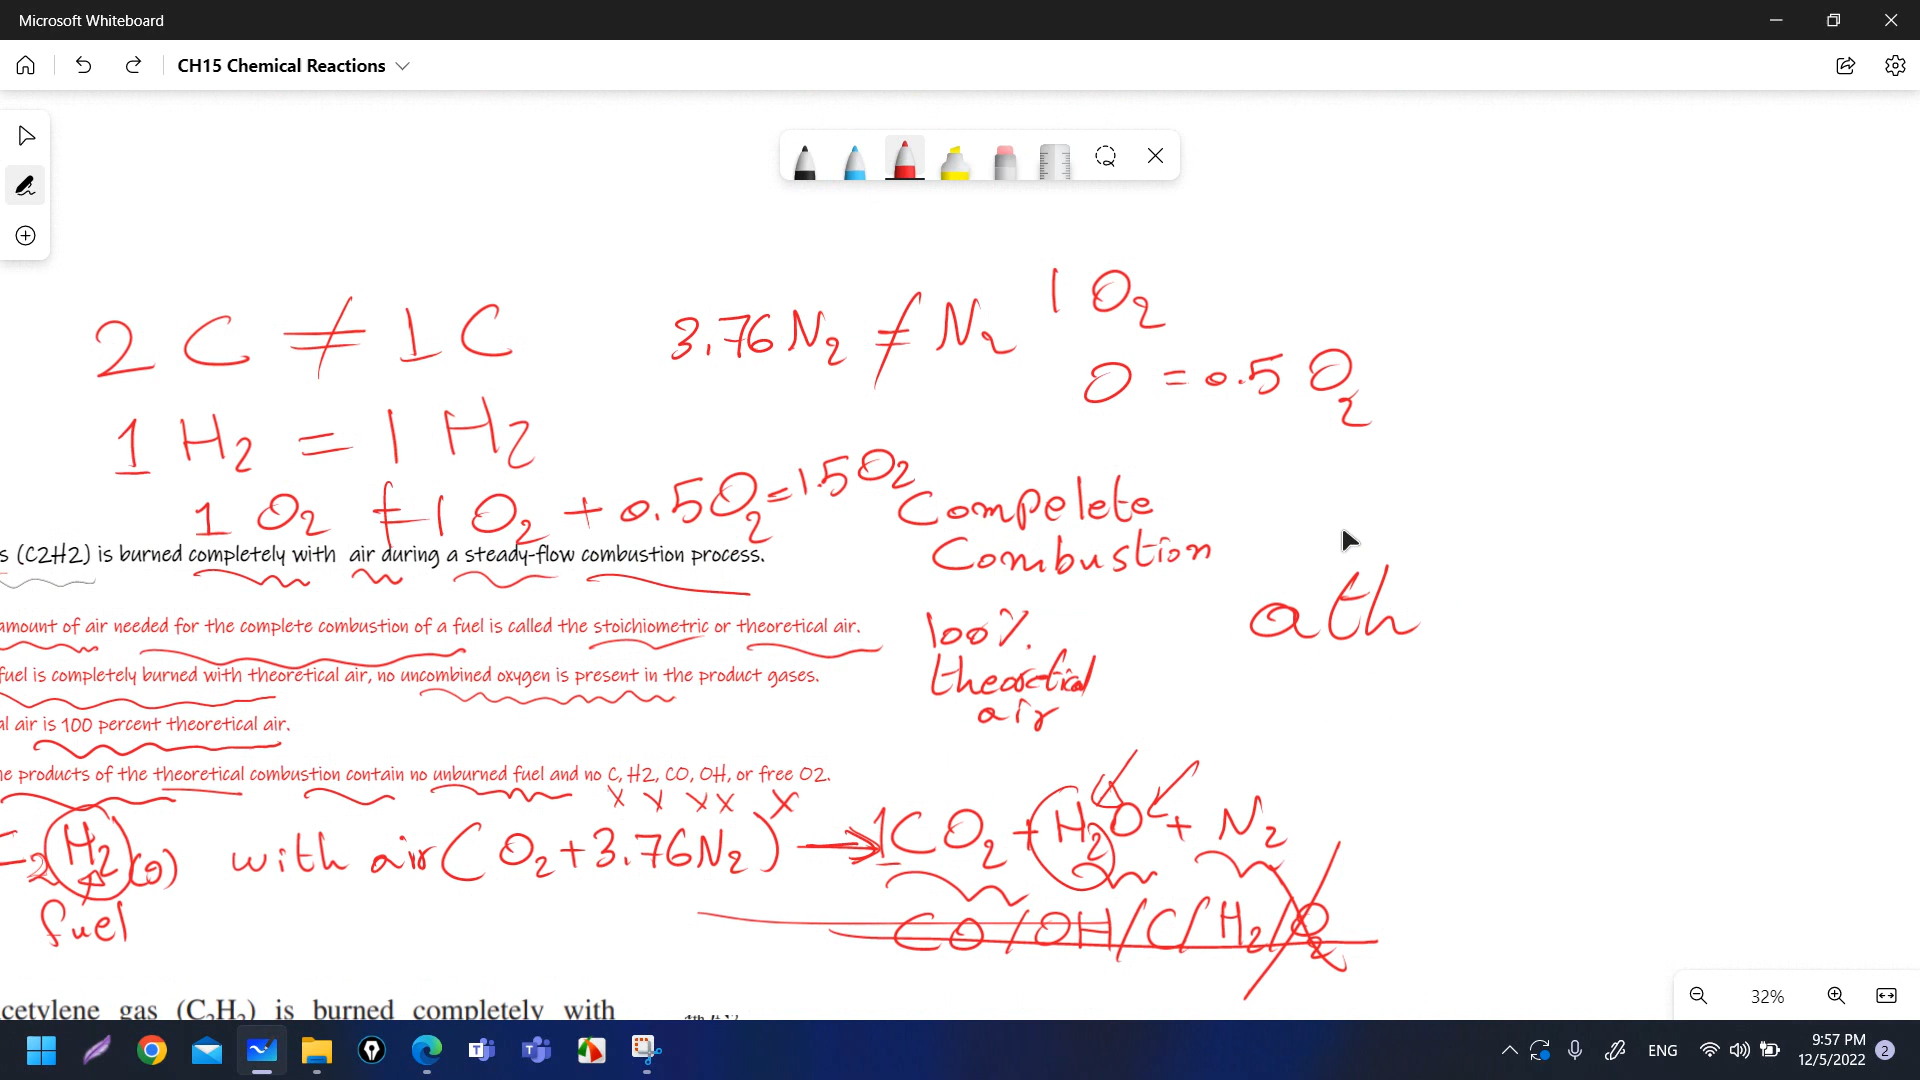 Microsoft Whiteboard
CH15 Chemical Reactions
2 C ≠ 1 C
3.76 N2 ≠ N2
1 O2
O = 0.5 O2
1 H2 = 1 H2
1 O2 ≠ 1 O2 + 0.5 O2 = 1.5 O2
Compelete
Combustion
s (C2H2) is burned completely with air during a steady-flow combustion process.
ath
amount of air needed for the complete combustion of a fuel is called the stoichiometric or theoretical air.
100%
theoretical
air
fuel is completely burned with theoretical air, no uncombined oxygen is present in the product gases.
al air is 100 percent theoretical air.
he products of the theoretical combustion contain no unburned fuel and no C, H2, CO, OH, or free O2.
X X X X X
2 H2 (g) with air (O2 + 3.76 N2) → 1CO2 + H2O + N2
fuel
CO / OH / C / H2 / O2
cetylene gas (C2H2) is burned completely with
32%
ENG
9:57 PM
12/5/2022
2